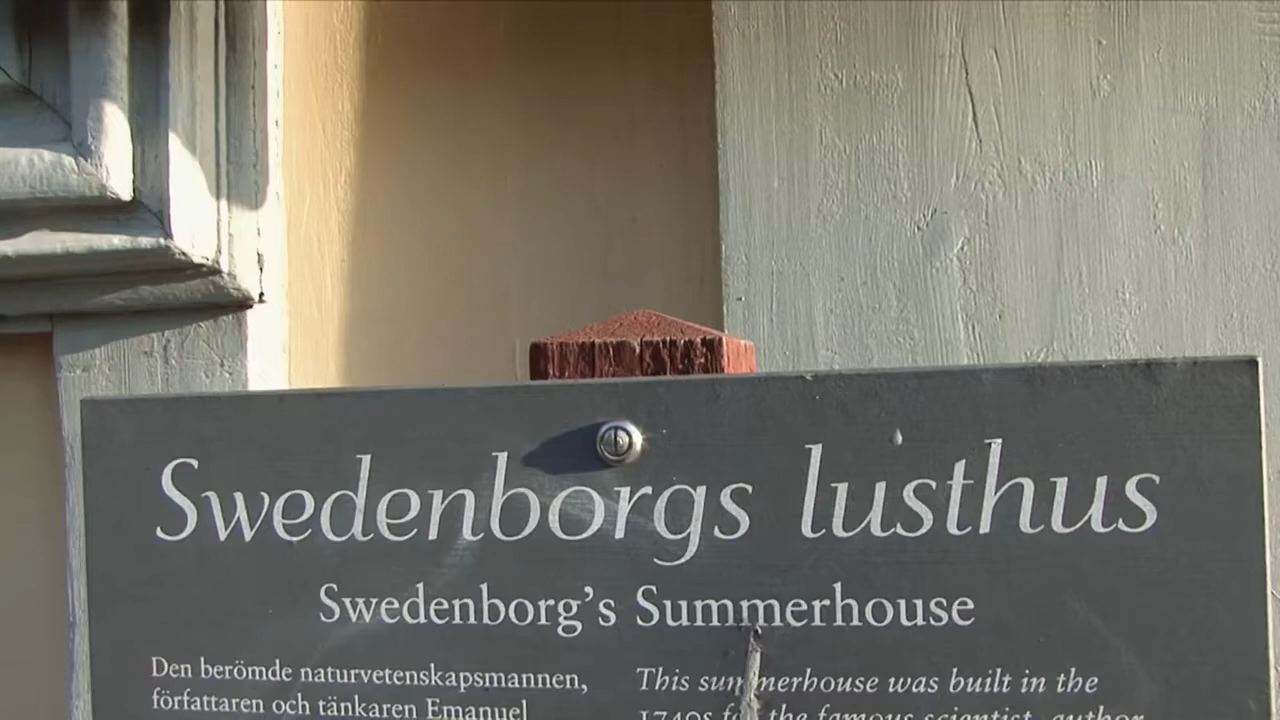 Swedenborgs lusthus
Swedenborg's Summerhouse
Den berömde naturvetenskapsmannen,
författaren och tänkaren Emanuel
This summerhouse was built in the
1740s for the famous scientist, author